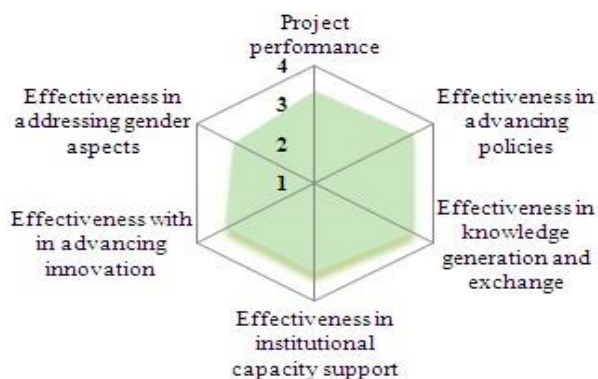 Project
performance
4
3
2
1
Effectiveness in
advancing
policies
Effectiveness in
knowledge
generation and
exchange
Effectiveness in
institutional
capacity support
Effectiveness with
in advancing
innovation
Effectiveness in
addressing gender
aspects